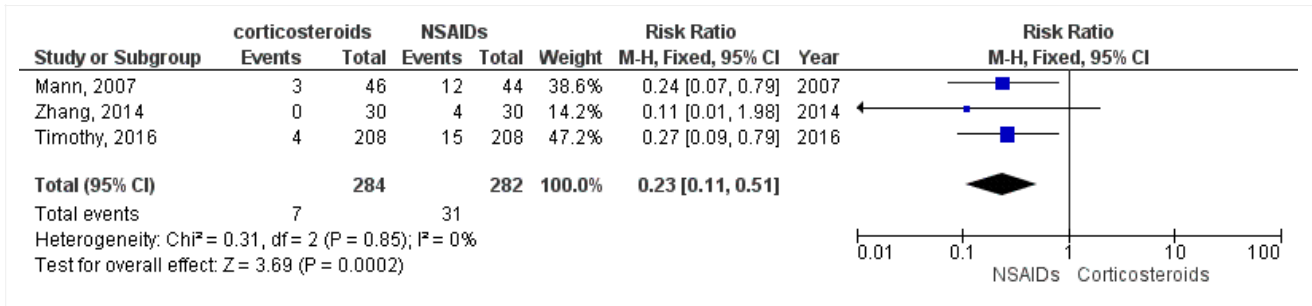 corticosteroids NSAIDs Risk Ratio Risk Ratio
Study or Subgroup Events Total Events Total Weight M-H, Fixed, 95% CI Year M-H, Fixed, 95% CI
Mann, 2007 3 46 12 44 38.6% 0.24 [0.07, 0.79] 2007
Zhang, 2014 0 30 4 30 14.2% 0.11 [0.01, 1.98] 2014
Timothy, 2016 4 208 15 208 47.2% 0.27 [0.09, 0.79] 2016
Total (95% CI) 284 282 100.0% 0.23 [0.11, 0.51]
Total events 7 31
Heterogeneity: Chi² = 0.31, df = 2 (P = 0.85); I² = 0%
Test for overall effect: Z = 3.69 (P = 0.0002)
0.01 0.1 1 10 100
NSAIDs Corticosteroids